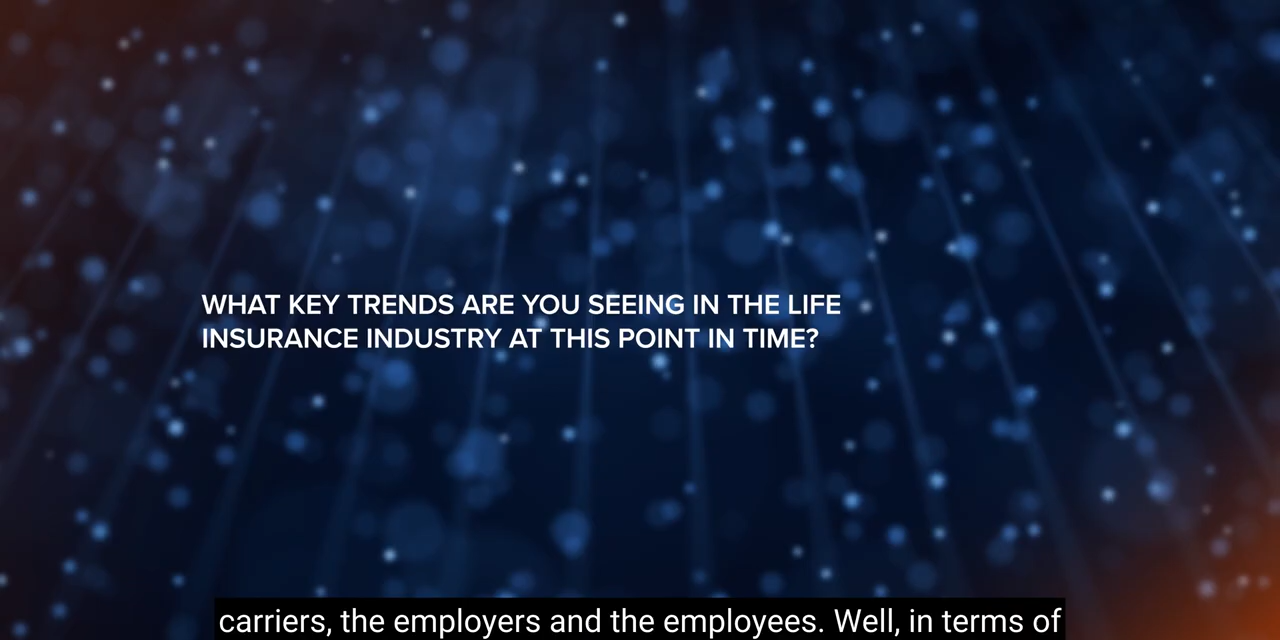 WHAT KEY TRENDS ARE YOU SEEING IN THE LIFE
INSURANCE INDUSTRY AT THIS POINT IN TIME?
carriers, the employers and the employees. Well, in terms of